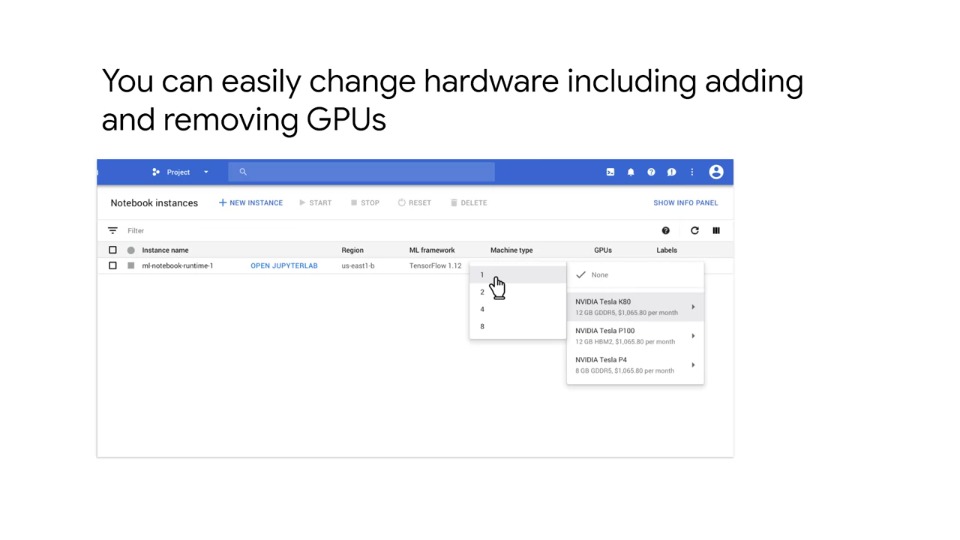 You can easily change hardware including adding
and removing GPUs
Project
Notebook instances
NEW INSTANCE
START
STOP
RESET
DELETE
SHOW INFO PANEL
Filter
Instance name
Region
ML framework
Machine type
GPUs
Labels
ml-notebook-runtime-1
OPEN JUPYTERLAB
us-east1-b
TensorFlow 1.12
1
2
4
8
None
NVIDIA Tesla K80
12 GB GDDR5, $1,065.80 per month
NVIDIA Tesla P100
12 GB HBM2, $1,065.80 per month
NVIDIA Tesla P4
8 GB GDDR5, $1,065.80 per month